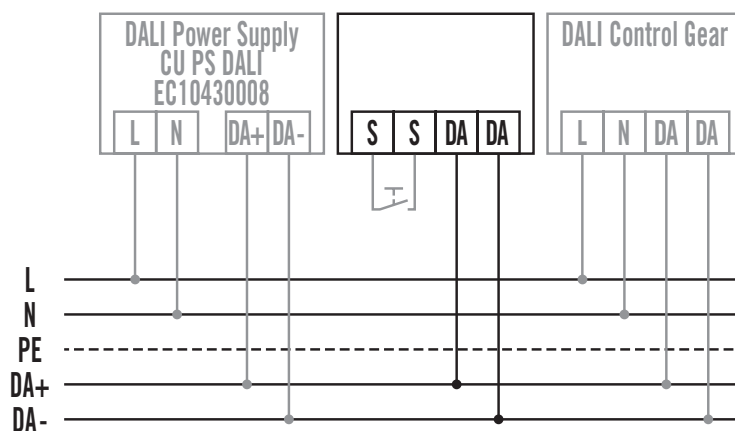 DALI Power Supply
CU PS DALI
EC10430008
L N DA+ DA-
S S DA DA
DALI Control Gear
L N DA DA
L
N
PE
DA+
DA-